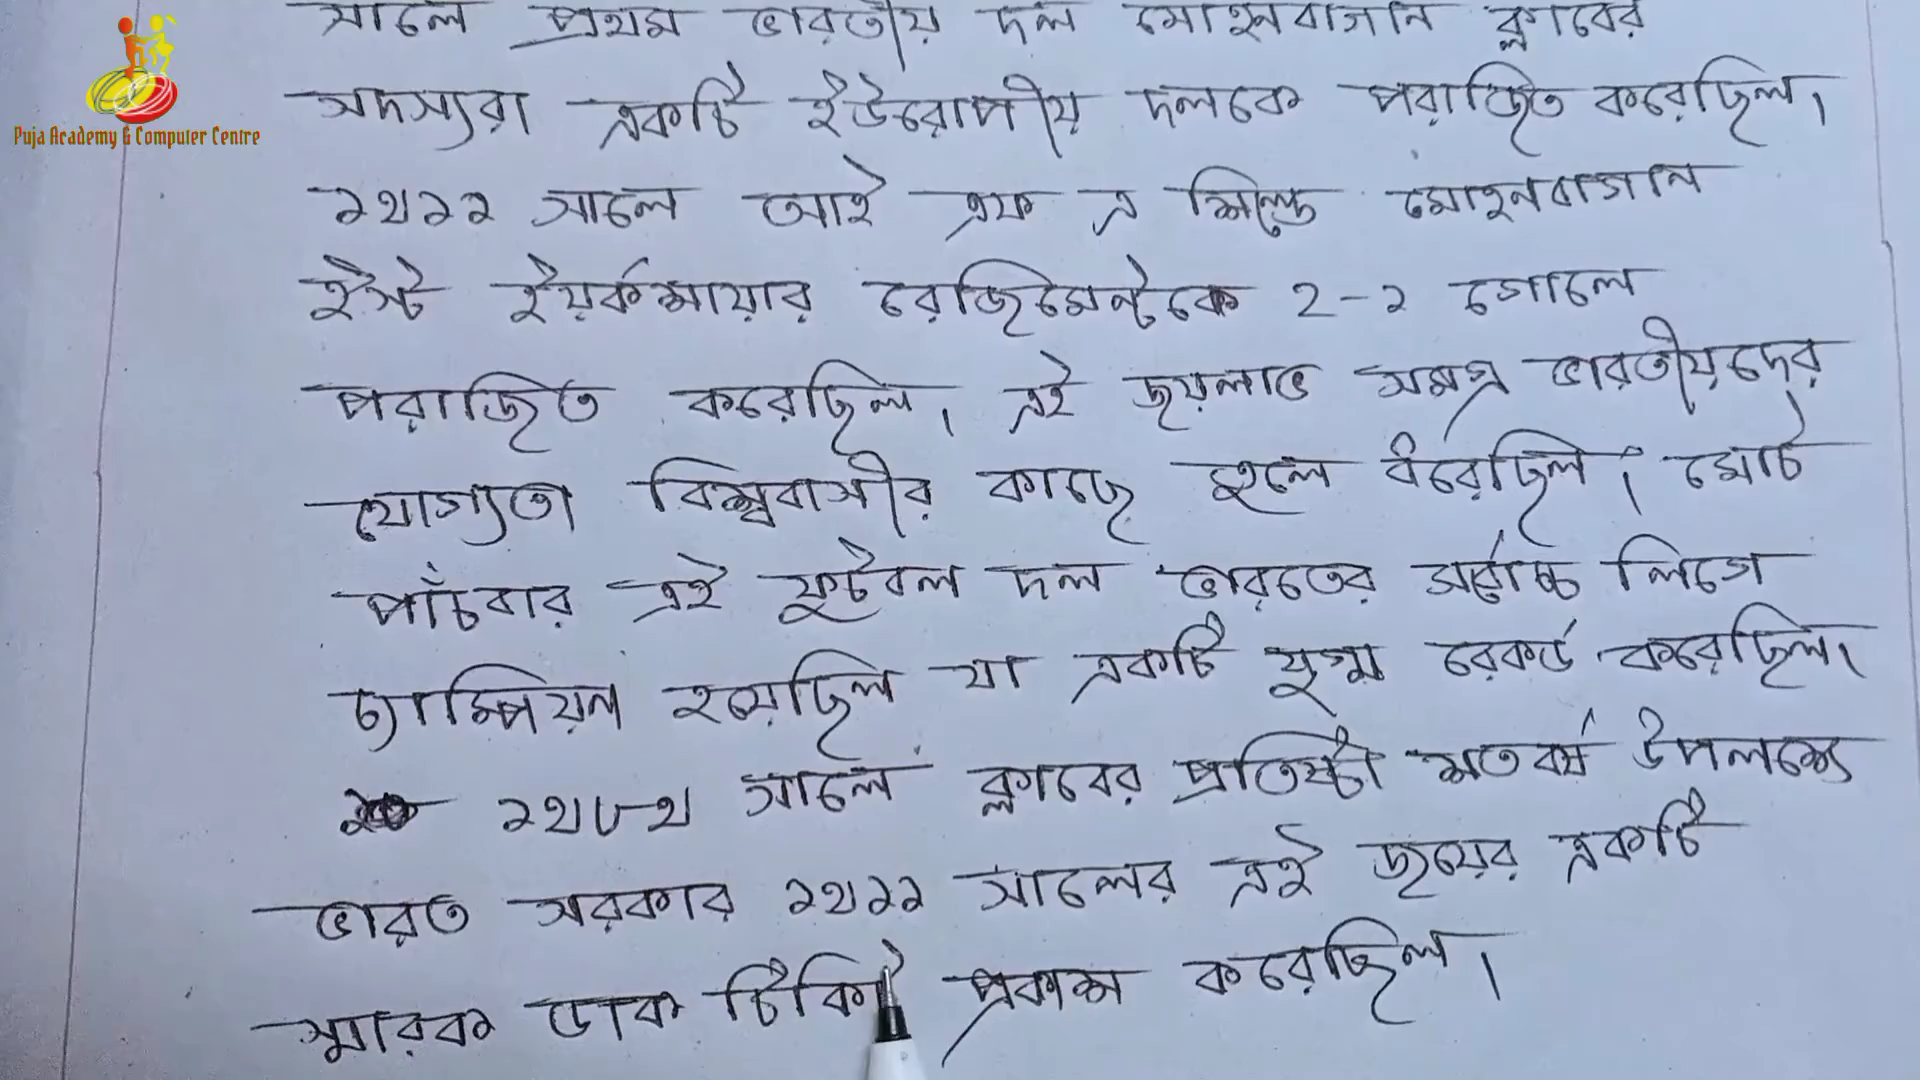 Puja Academy & Computer Centre
সালে প্রথম ভারতীয় দল মোহনবাগান ক্লাবের
সদস্যরা একটি ইউরোপীয় দলকে পরাজিত করেছিল।
১৯১১ সালে আই এফ এ শিল্ডে মোহনবাগান
ইস্ট ইয়র্কশায়ার রেজিমেন্টকে 2-১ গোলে
পরাজিত করেছিল। এই জয়লাভ সমগ্র ভারতীয়দের
যোগ্যতা বিশ্ববাসীর কাছে তুলে ধরেছিল। মোট
পাঁচবার এই ফুটবল দল ভারতের সর্বোচ্চ লিগে
চ্যাম্পিয়ন হয়েছিল যা একটি যুগ্ম রেকর্ড করেছিল।
১৯৮৯ সালে ক্লাবের প্রতিষ্টা শতবর্ষ উপলক্ষ্যে
ভারত সরকার ১৯১১ সালের এই জয়ের একটি
স্মারক ডাক টিকিট প্রকাশ করেছিল।